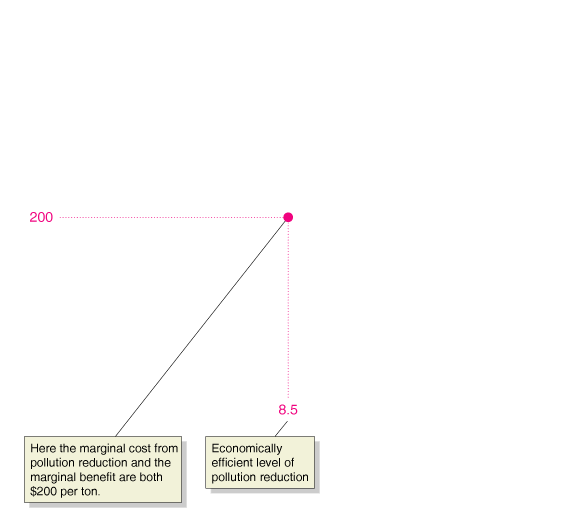 200
8.5
Here the marginal cost from
pollution reduction and the
marginal benefit are both
$200 per ton.
Economically
efficient level of
pollution reduction